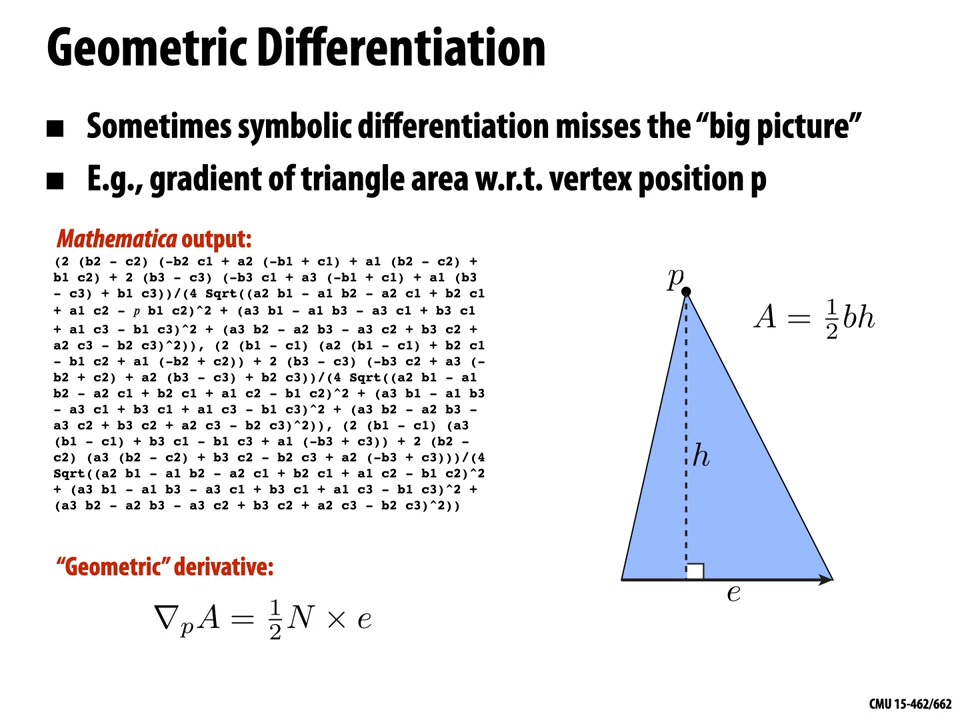 Geometric Differentiation
■ Sometimes symbolic differentiation misses the “big picture”
■ E.g., gradient of triangle area w.r.t. vertex position p
Mathematica output:
(2 (b2 - c2) (-b2 c1 + a2 (-b1 + c1) + a1 (b2 - c2) +
b1 c2) + 2 (b3 - c3) (-b3 c1 + a3 (-b1 + c1) + a1 (b3
- c3) + b1 c3))/(4 Sqrt((a2 b1 - a1 b2 - a2 c1 + b2 c1
+ a1 c2 - p b1 c2)^2 + (a3 b1 - a1 b3 - a3 c1 + b3 c1
+ a1 c3 - b1 c3)^2 + (a3 b2 - a2 b3 - a3 c2 + b3 c2 +
a2 c3 - b2 c3)^2)), (2 (b1 - c1) (a2 (b1 - c1) + b2 c1
- b1 c2 + a1 (-b2 + c2)) + 2 (b3 - c3) (-b3 c2 + a3 (-
b2 + c2) + a2 (b3 - c3) + b2 c3))/(4 Sqrt((a2 b1 - a1
b2 - a2 c1 + b2 c1 + a1 c2 - b1 c2)^2 + (a3 b1 - a1 b3
- a3 c1 + b3 c1 + a1 c3 - b1 c3)^2 + (a3 b2 - a2 b3 -
a3 c2 + b3 c2 + a2 c3 - b2 c3)^2)), (2 (b1 - c1) (a3
(b1 - c1) + b3 c1 - b1 c3 + a1 (-b3 + c3)) + 2 (b2 -
c2) (a3 (b2 - c2) + b3 c2 - b2 c3 + a2 (-b3 + c3)))/(4
Sqrt((a2 b1 - a1 b2 - a2 c1 + b2 c1 + a1 c2 - b1 c2)^2
+ (a3 b1 - a1 b3 - a3 c1 + b3 c1 + a1 c3 - b1 c3)^2 +
(a3 b2 - a2 b3 - a3 c2 + b3 c2 + a2 c3 - b2 c3)^2))
“Geometric” derivative:
∇ₚA = ½N × e
p
A = ½bh
h
e
CMU 15-462/662